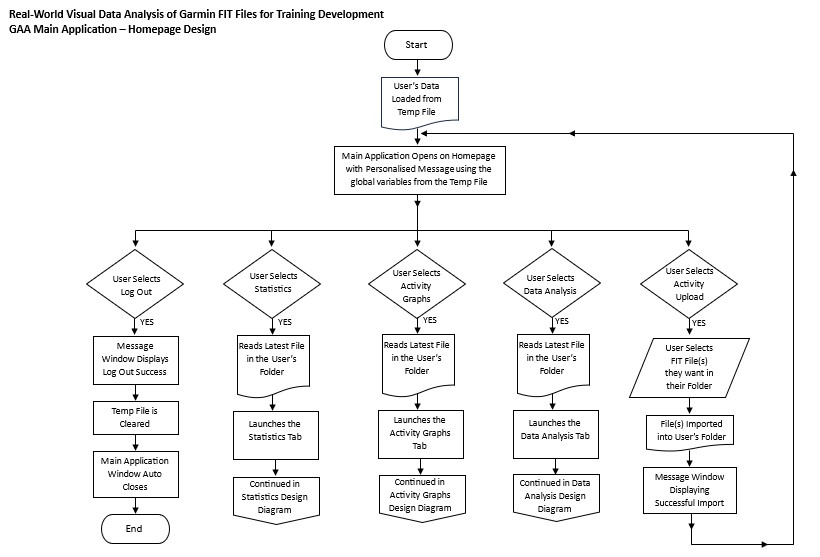 Real-World Visual Data Analysis of Garmin FIT Files for Training Development
GAA Main Application – Homepage Design
Start
User's Data
Loaded from
Temp File
Main Application Opens on Homepage
with Personalised Message using the
global variables from the Temp File
User Selects
Log Out
YES
Message
Window Displays
Log Out Success
Temp File is
Cleared
Main Application
Window Auto
Closes
End
User Selects
Statistics
YES
Reads Latest File
in the User's
Folder
Launches the
Statistics Tab
Continued in
Statistics Design
Diagram
User Selects
Activity
Graphs
YES
Reads Latest File
in the User's
Folder
Launches the
Activity Graphs
Tab
Continued in
Activity Graphs
Design Diagram
User Selects
Data Analysis
YES
Reads Latest File
in the User's
Folder
Launches the
Data Analysis Tab
Continued in Data
Analysis Design
Diagram
User Selects
Activity
Upload
YES
User Selects
FIT File(s)
they want in
their Folder
File(s) Imported
into User's Folder
Message Window
Displaying
Successful Import